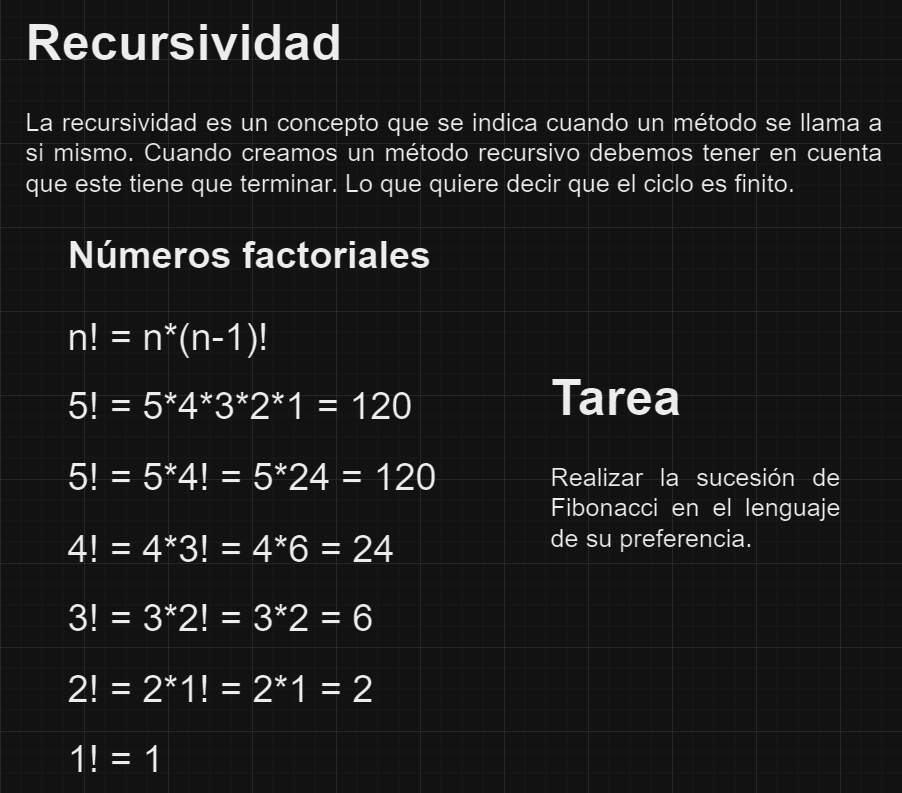 Recursividad
La recursividad es un concepto que se indica cuando un método se llama a
si mismo. Cuando creamos un método recursivo debemos tener en cuenta
que este tiene que terminar. Lo que quiere decir que el ciclo es finito.
Números factoriales
n! = n*(n-1)!
5! = 5*4*3*2*1 = 120
5! = 5*4! = 5*24 = 120
4! = 4*3! = 4*6 = 24
3! = 3*2! = 3*2 = 6
2! = 2*1! = 2*1 = 2
1! = 1
Tarea
Realizar la sucesión de
Fibonacci en el lenguaje
de su preferencia.